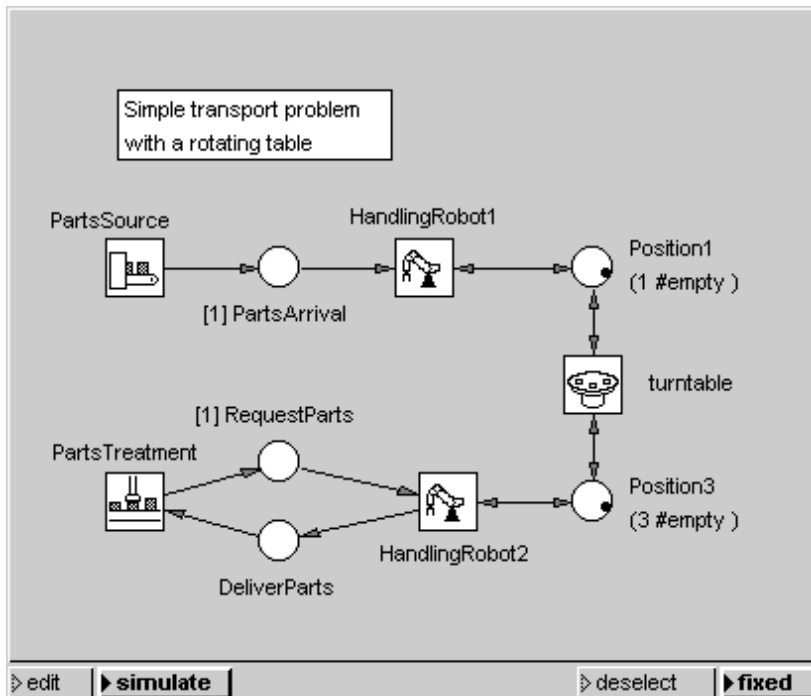 Simple transport problem
with a rotating table
PartsSource
HandlingRobot1
Position1
(1 #empty )
[1] PartsArrival
turntable
[1] RequestParts
PartsTreatment
Position3
(3 #empty )
HandlingRobot2
DeliverParts
edit
simulate
deselect
fixed